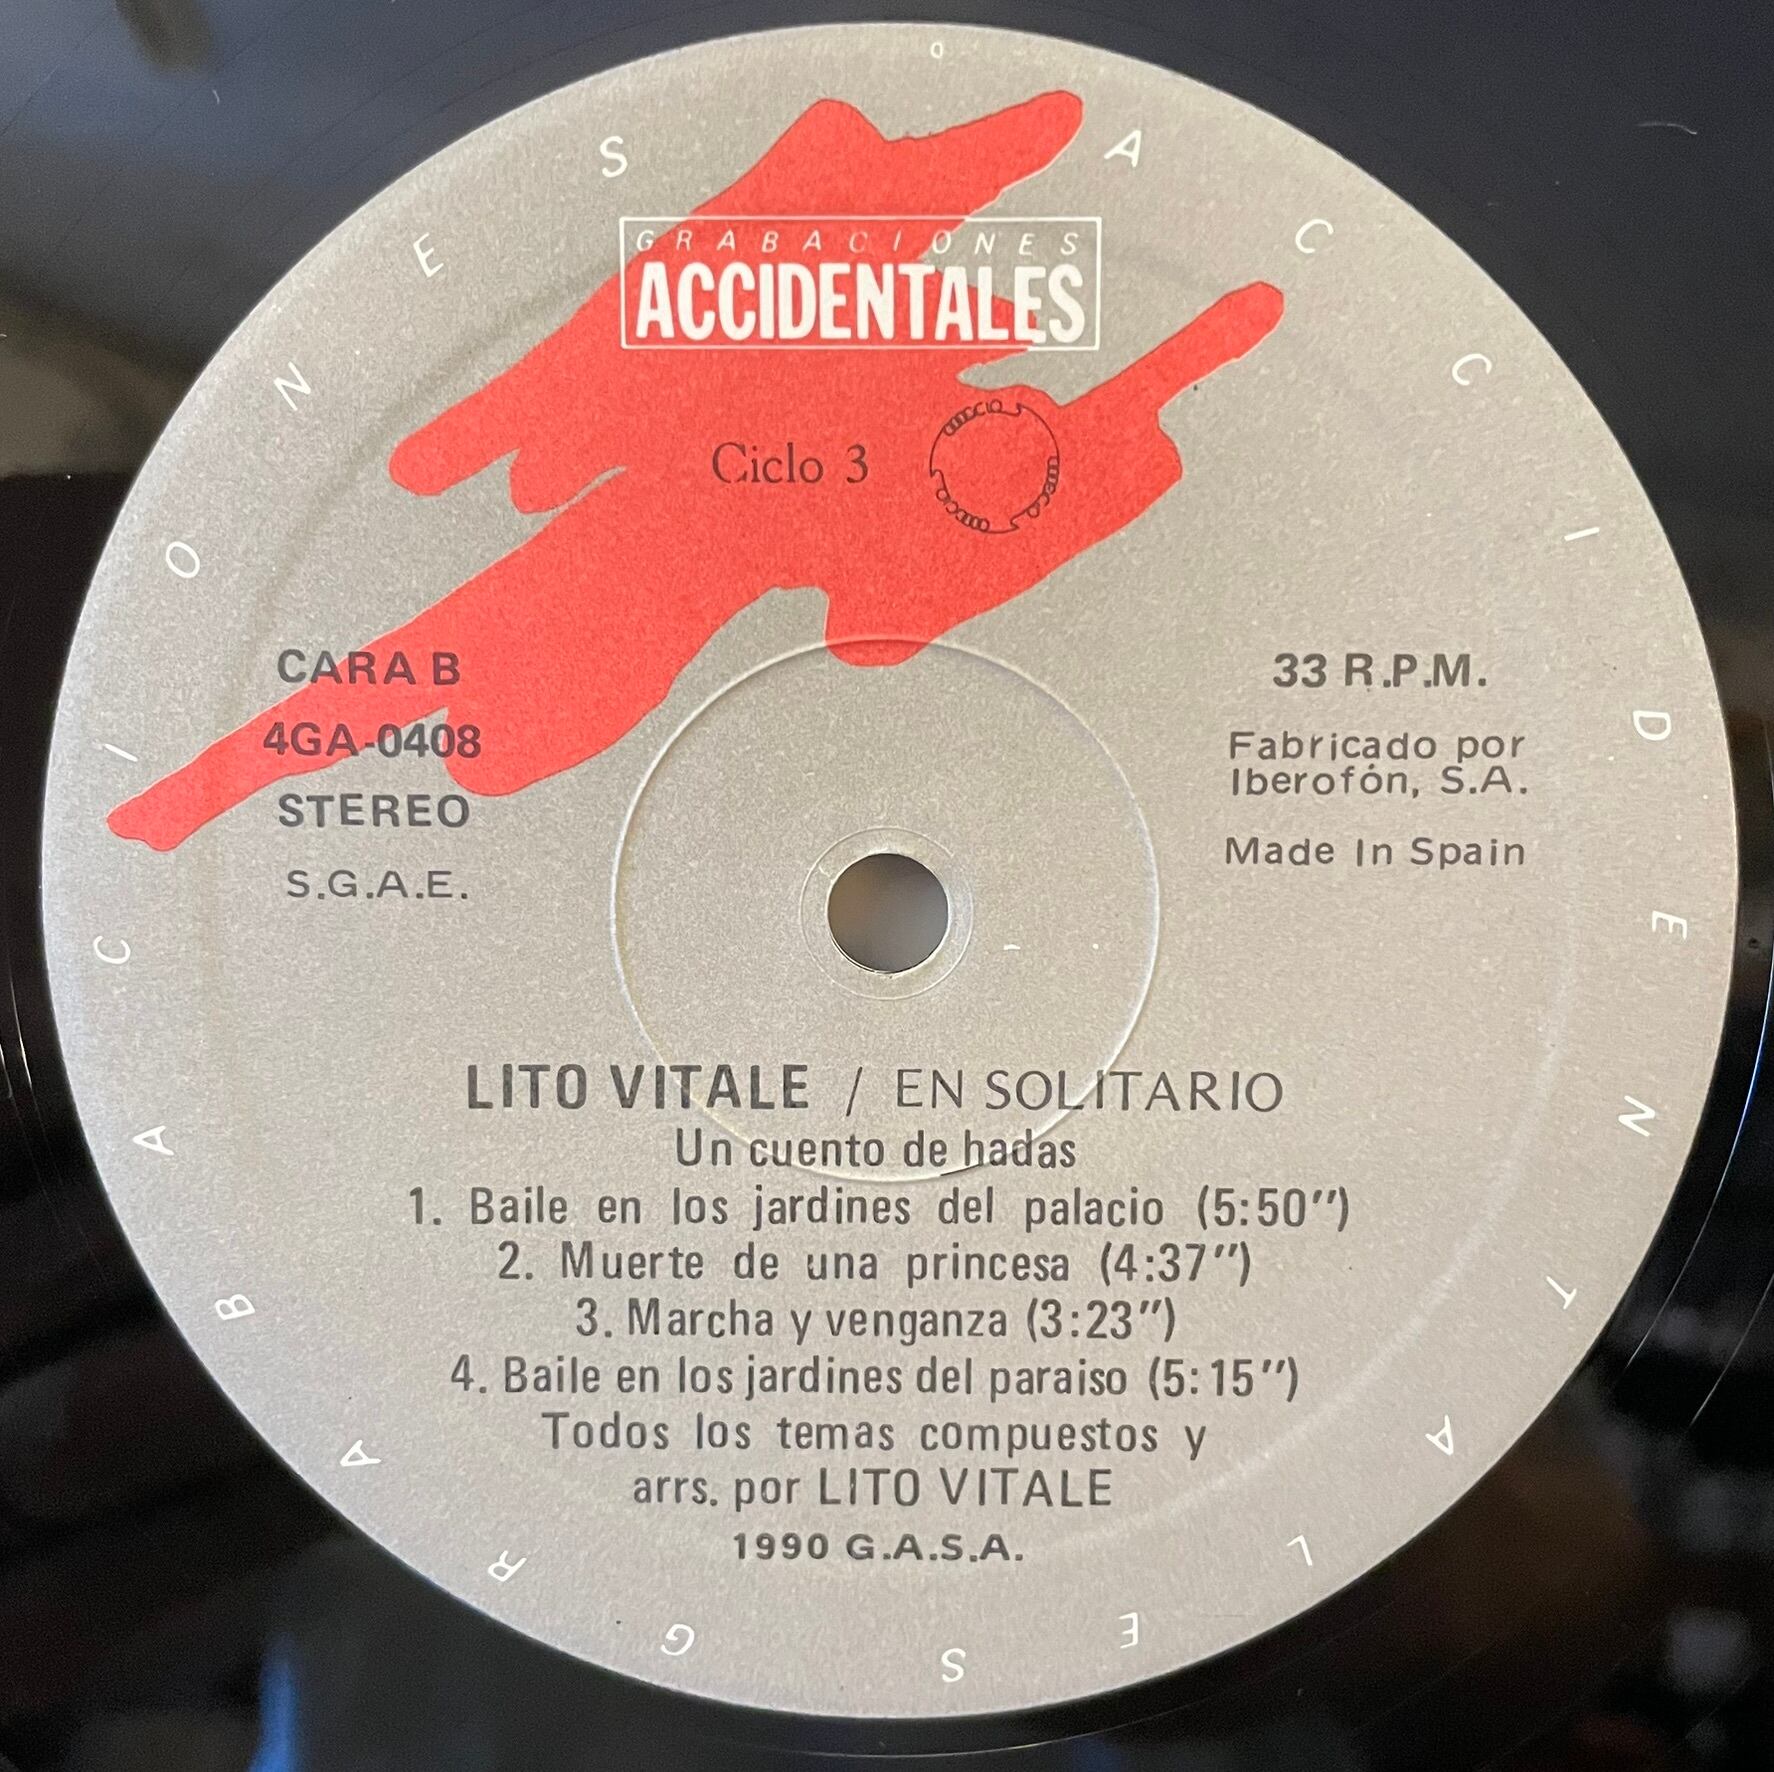 GRABACIONES ACCIDENTALES
GRABACIONES
ACCIDENTALES
Ciclo 3
CARA B
4GA-0408
STEREO
S.G.A.E.
33 R.P.M.
Fabricado por
Iberofón, S.A.
Made In Spain
LITO VITALE / EN SOLITARIO
Un cuento de hadas
1. Baile en los jardines del palacio (5:50")
2. Muerte de una princesa (4:37")
3. Marcha y venganza (3:23")
4. Baile en los jardines del paraiso (5:15")
Todos los temas compuestos y
arrs. por LITO VITALE
1990 G.A.S.A.